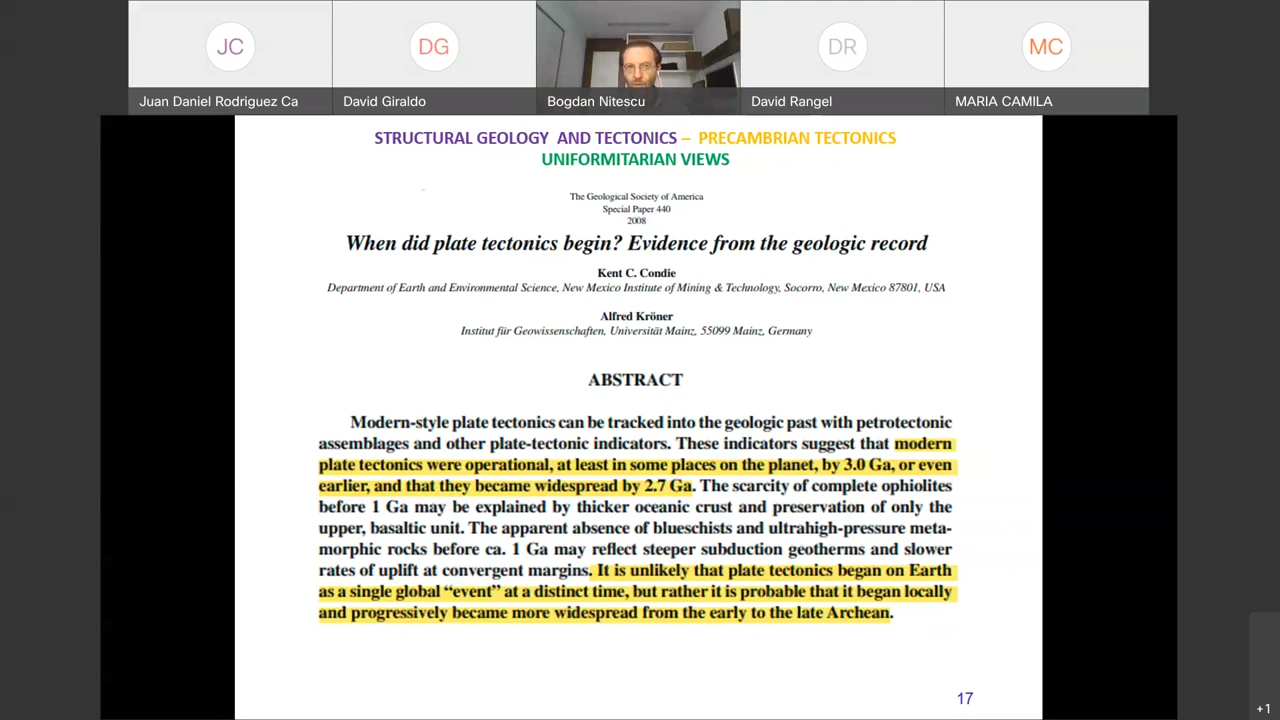 JC
DG
DR
MC
Juan Daniel Rodriguez Ca
David Giraldo
Bogdan Nitescu
David Rangel
MARIA CAMILA
STRUCTURAL GEOLOGY AND TECTONICS – PRECAMBRIAN TECTONICS
UNIFORMITARIAN VIEWS
The Geological Society of America
Special Paper 440
2008
When did plate tectonics begin? Evidence from the geologic record
Kent C. Condie
Department of Earth and Environmental Science, New Mexico Institute of Mining & Technology, Socorro, New Mexico 87801, USA
Alfred Kröner
Institut für Geowissenschaften, Universität Mainz, 55099 Mainz, Germany
ABSTRACT
Modern-style plate tectonics can be tracked into the geologic past with petrotectonic
assemblages and other plate-tectonic indicators. These indicators suggest that modern
plate tectonics were operational, at least in some places on the planet, by 3.0 Ga, or even
earlier, and that they became widespread by 2.7 Ga. The scarcity of complete ophiolites
before 1 Ga may be explained by thicker oceanic crust and preservation of only the
upper, basaltic unit. The apparent absence of blueschists and ultrahigh-pressure meta-
morphic rocks before ca. 1 Ga may reflect steeper subduction geotherms and slower
rates of uplift at convergent margins. It is unlikely that plate tectonics began on Earth
as a single global “event” at a distinct time, but rather it is probable that it began locally
and progressively became more widespread from the early to the late Archean.
17
+1